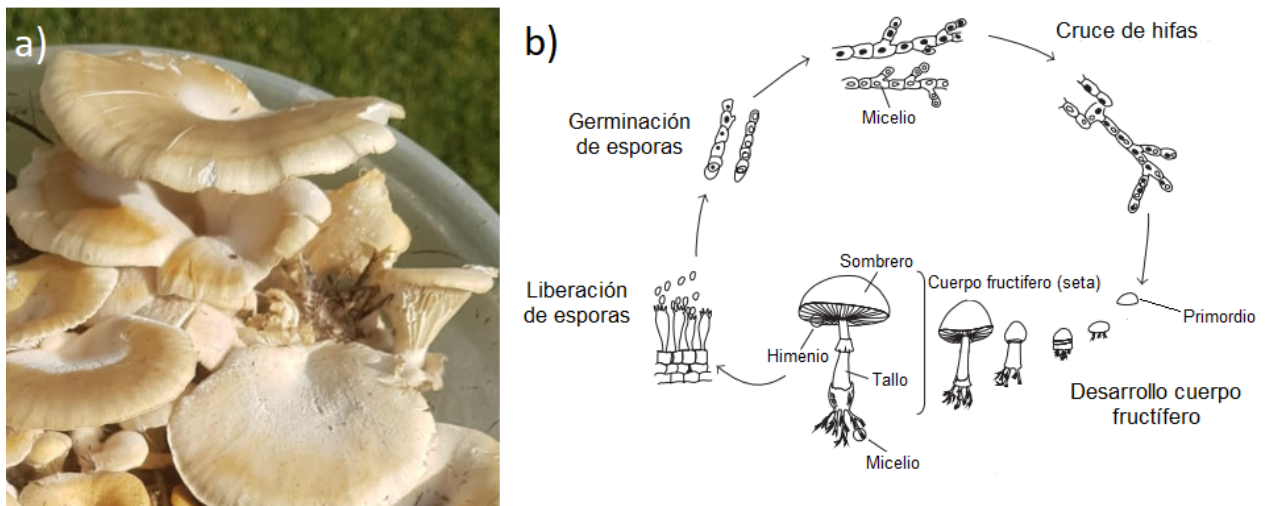 a)
b)
Cruce de hifas
Micelio
Germinación
de esporas
Liberación
de esporas
Sombrero
Himenio
Tallo
Micelio
Cuerpo fructífero (seta)
Primordio
Desarrollo cuerpo
fructífero